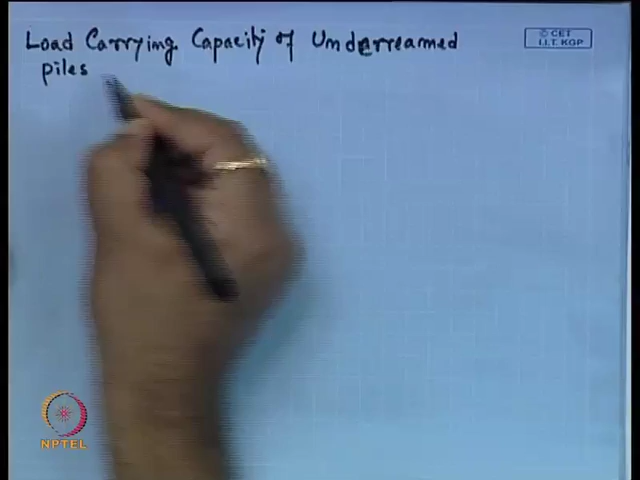 Load Carrying Capacity of Underreamed
piles
© CET
I.I.T. KGP
NPTEL